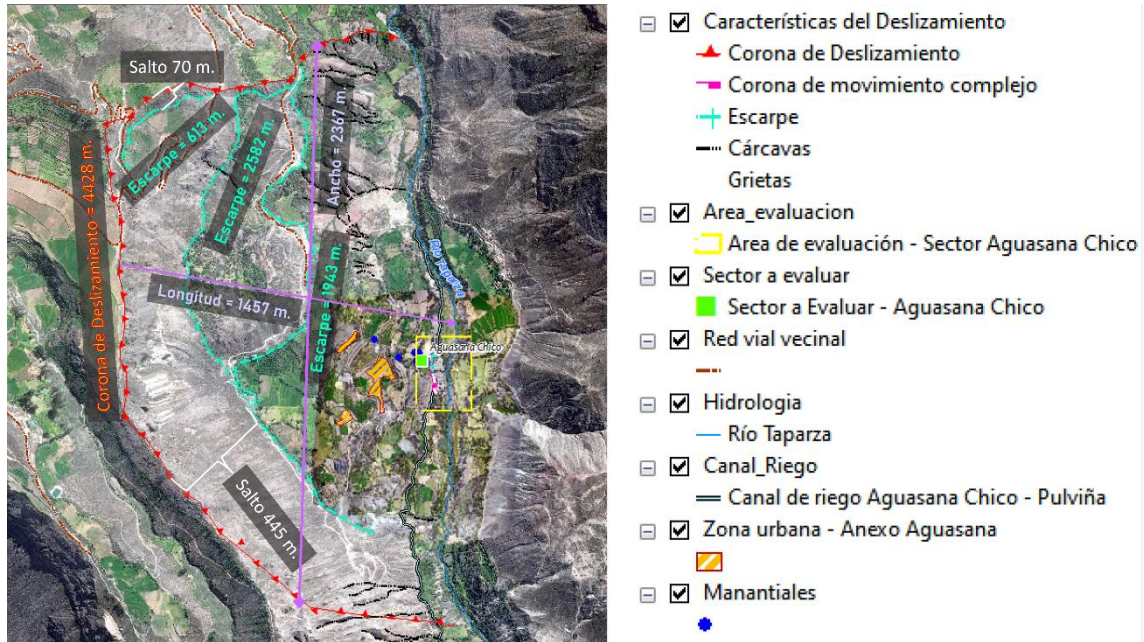 Salto 70 m.
Escarpe = 613 m.
Escarpe = 2582 m.
Ancho = 2367 m.
Corona de Deslizamiento = 4428 m.
Río Taparza
Longitud = 1457 m.
Escarpe = 1943 m.
Aguasana Chico
Salto 445 m.
Características del Deslizamiento
Corona de Deslizamiento
Corona de movimiento complejo
Escarpe
Cárcavas
Grietas
Area_evaluacion
Area de evaluación - Sector Aguasana Chico
Sector a evaluar
Sector a Evaluar - Aguasana Chico
Red vial vecinal
Hidrologia
Río Taparza
Canal_Riego
Canal de riego Aguasana Chico - Pulviña
Zona urbana - Anexo Aguasana
Manantiales